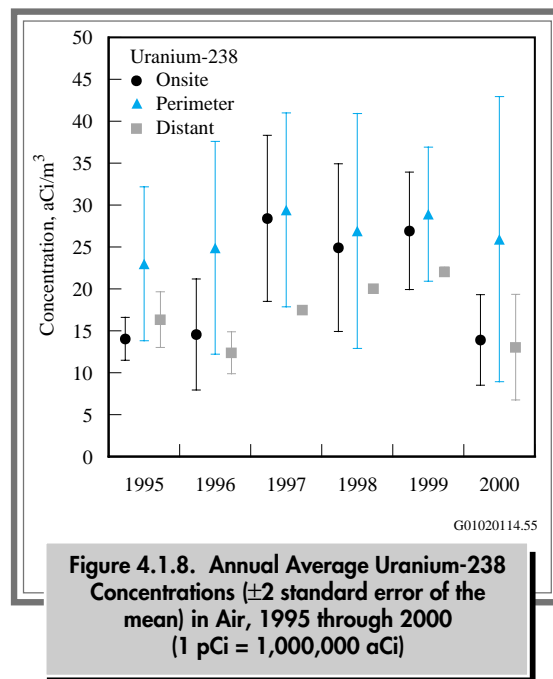 Uranium-238
Onsite
Perimeter
Distant
Concentration, aCi/m³
50
45
40
35
30
25
20
15
10
5
0
1995 1996 1997 1998 1999 2000
G01020114.55
Figure 4.1.8. Annual Average Uranium-238
Concentrations (±2 standard error of the
mean) in Air, 1995 through 2000
(1 pCi = 1,000,000 aCi)